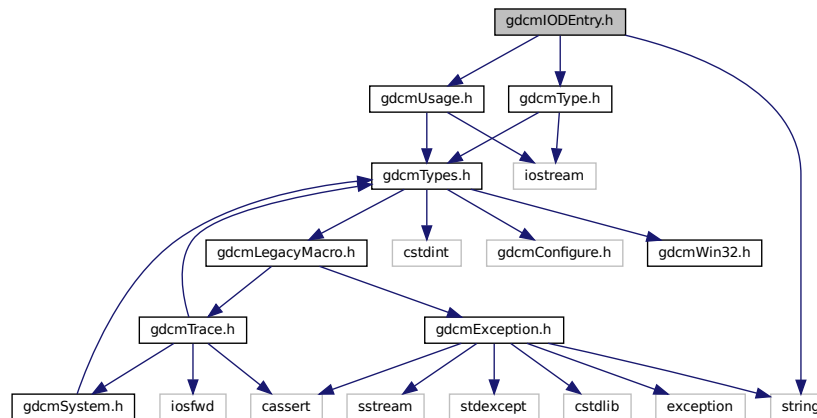 gdcmIODEntry.h
gdcmUsage.h
gdcmType.h
gdcmTypes.h
iostream
gdcmLegacyMacro.h
cstdint
gdcmConfigure.h
gdcmWin32.h
gdcmTrace.h
gdcmException.h
gdcmSystem.h
iosfwd
cassert
sstream
stdexcept
cstdlib
exception
string